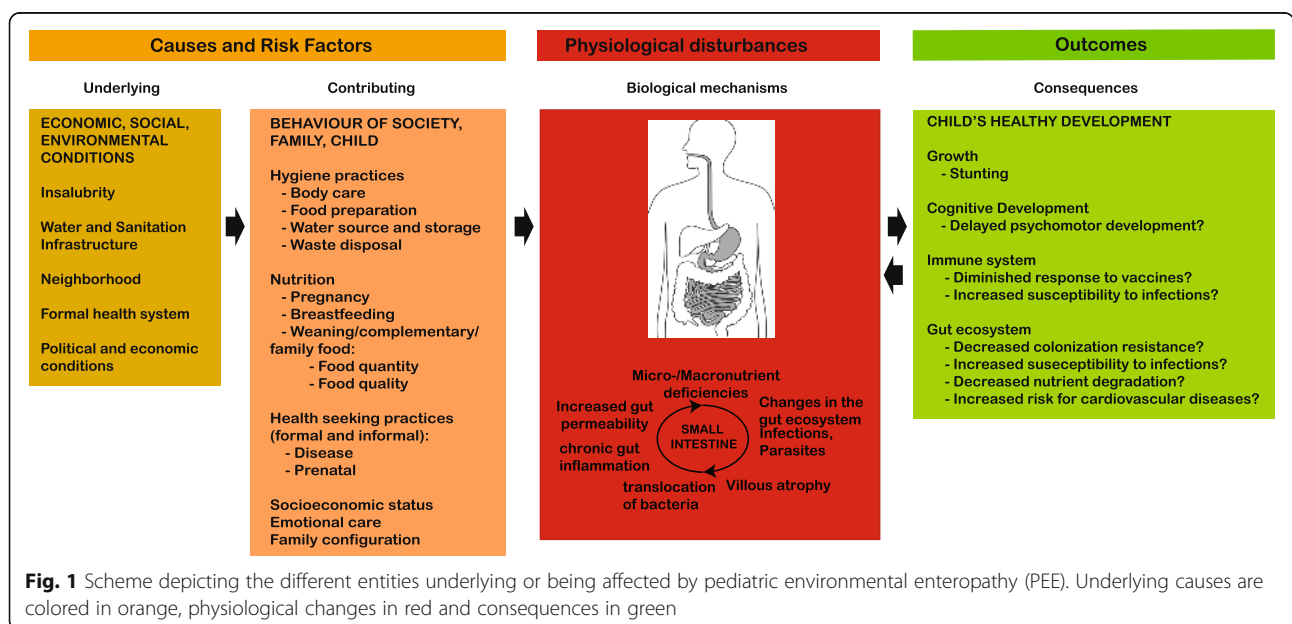 Causes and Risk Factors
Physiological disturbances
Outcomes
Underlying
Contributing
Biological mechanisms
Consequences
ECONOMIC, SOCIAL,
ENVIRONMENTAL
CONDITIONS
Insalubrity
Water and Sanitation
Infrastructure
Neighborhood
Formal health system
Political and economic
conditions
BEHAVIOUR OF SOCIETY,
FAMILY, CHILD
Hygiene practices
- Body care
- Food preparation
- Water source and storage
- Waste disposal
Nutrition
- Pregnancy
- Breastfeeding
- Weaning/complementary/
family food:
- Food quantity
- Food quality
Health seeking practices
(formal and informal):
- Disease
- Prenatal
Socioeconomic status
Emotional care
Family configuration
Micro-/Macronutrient
deficiencies
Increased gut
permeability
Changes in the
gut ecosystem
Infections,
Parasites
SMALL
INTESTINE
chronic gut
inflammation
translocation
of bacteria
Villous atrophy
CHILD'S HEALTHY DEVELOPMENT
Growth
- Stunting
Cognitive Development
- Delayed psychomotor development?
Immune system
- Diminished response to vaccines?
- Increased susceptibility to infections?
Gut ecosystem
- Decreased colonization resistance?
- Increased suseceptibility to infections?
- Decreased nutrient degradation?
- Increased risk for cardiovascular diseases?
Fig. 1 Scheme depicting the different entities underlying or being affected by pediatric environmental enteropathy (PEE). Underlying causes are
colored in orange, physiological changes in red and consequences in green